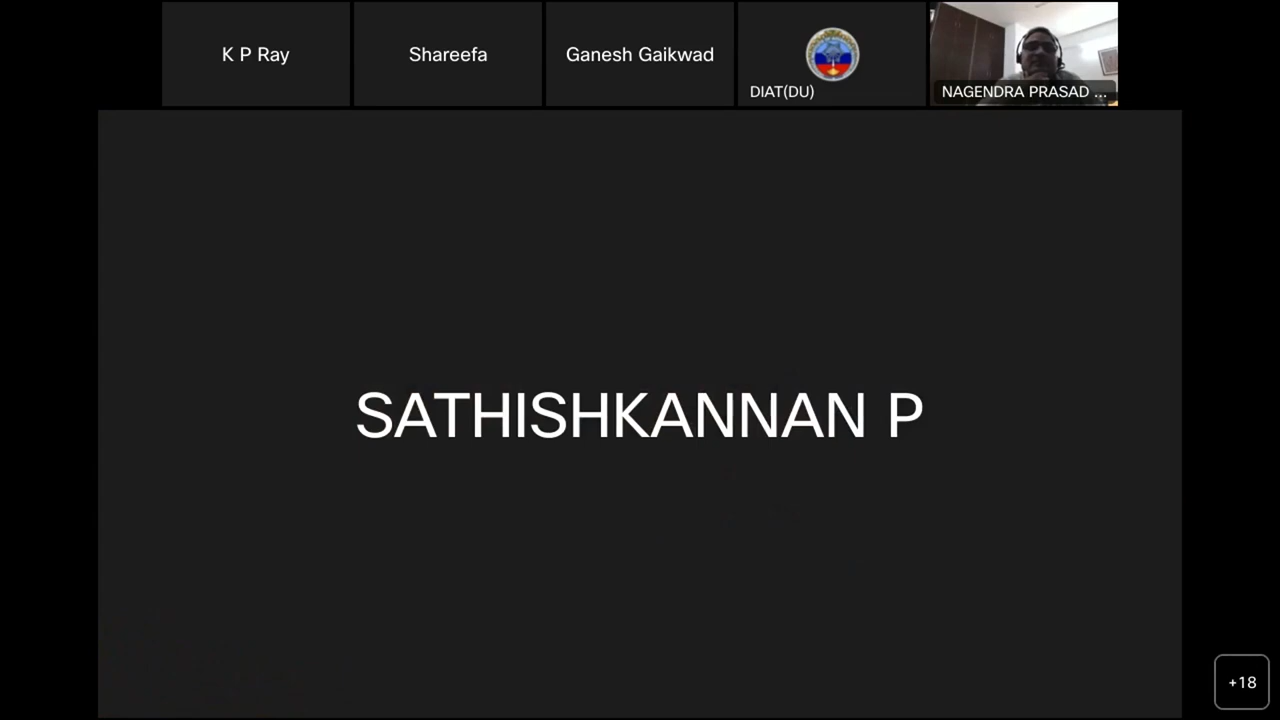 K P Ray
Shareefa
Ganesh Gaikwad
DIAT(DU)
NAGENDRA PRASAD ...
SATHISHKANNAN P
+18